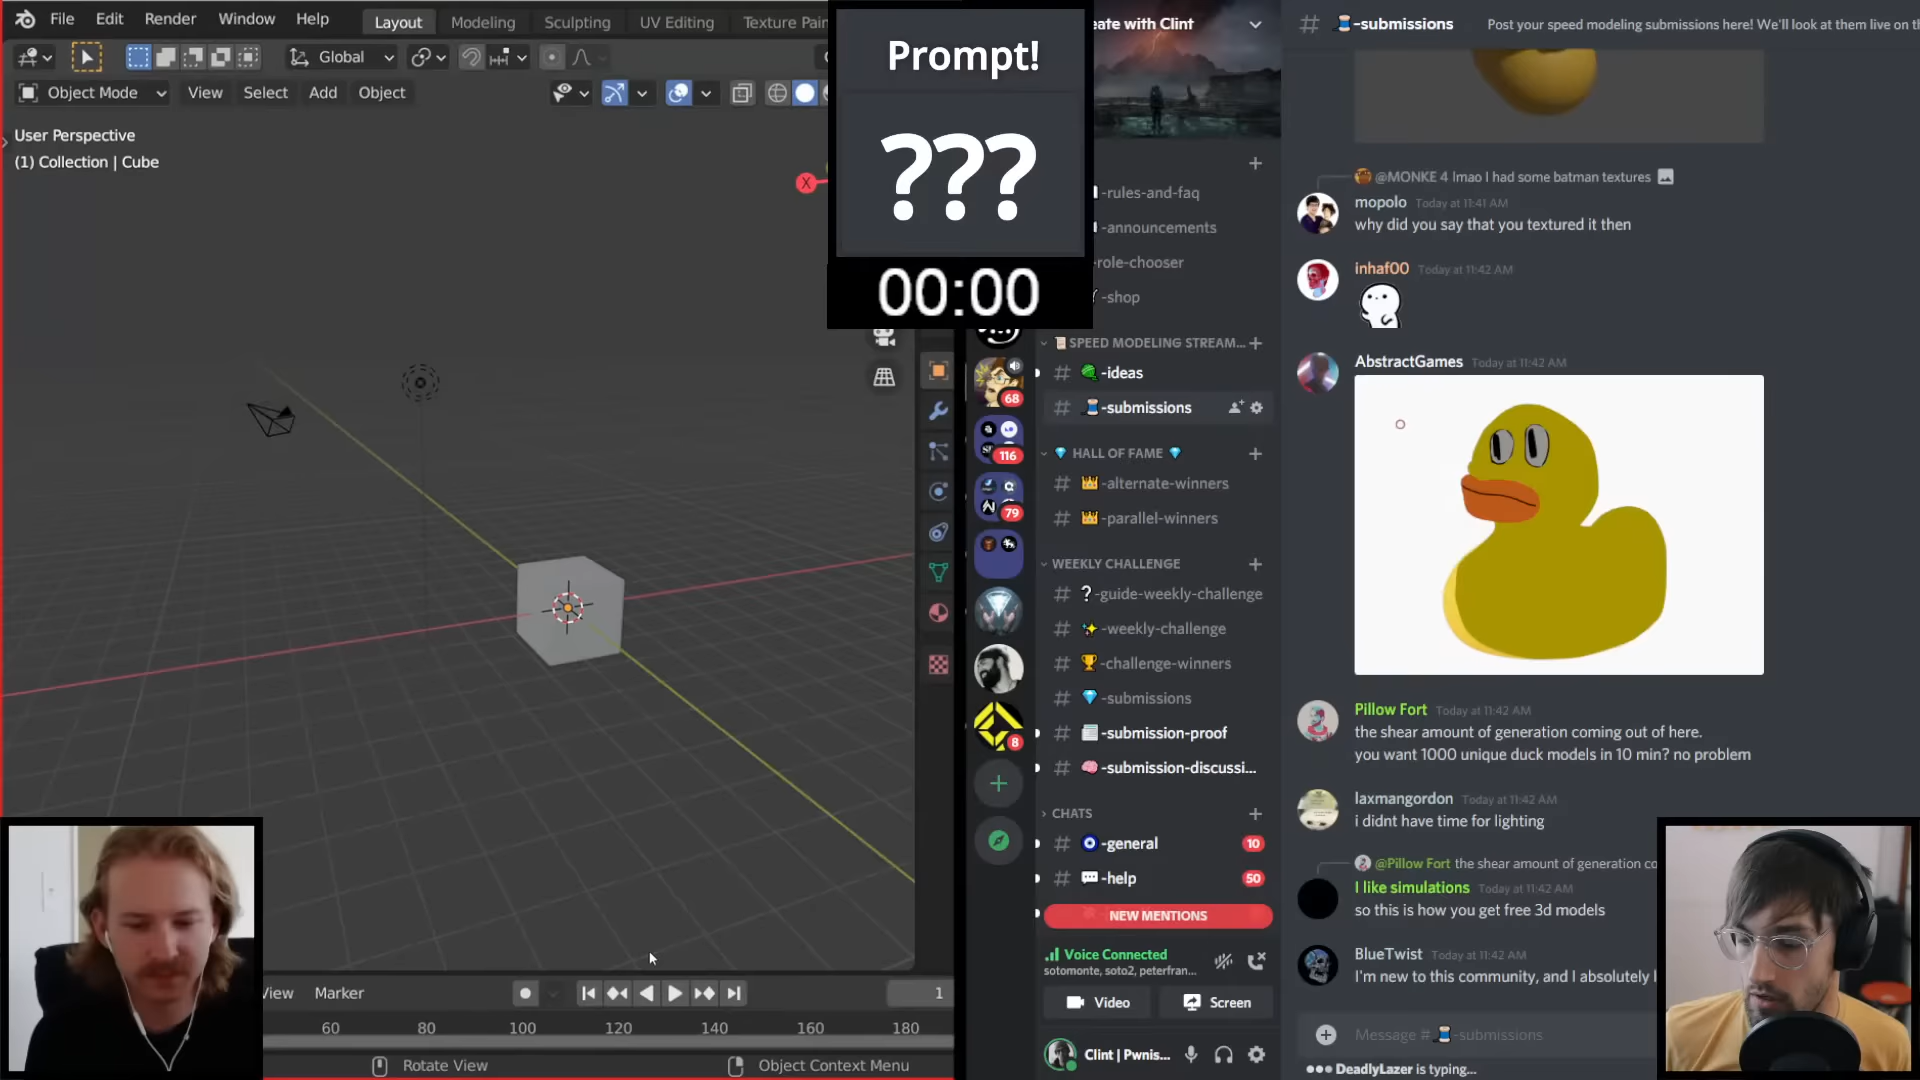 File Edit Render Window Help
Layout Modeling Sculpting UV Editing Texture Pain
Global
Object Mode View Select Add Object
User Perspective
(1) Collection | Cube
X
Prompt!
???
00:00
View Marker
1
60 80 100 120 140 160 180
Rotate View Object Context Menu
68
116
79
8
eate with Clint
-rules-and-faq
-announcements
-role-chooser
-shop
SPEED MODELING STREAM...
-ideas
-submissions
HALL OF FAME
-alternate-winners
-parallel-winners
WEEKLY CHALLENGE
-guide-weekly-challenge
-weekly-challenge
-challenge-winners
-submissions
-submission-proof
-submission-discussi...
CHATS
-general 10
-help 50
NEW MENTIONS
Voice Connected
sotomonte, soto2, peterfran...
Video Screen
Clint | Pwnis...
-submissions Post your speed modeling submissions here! We'll look at them live on th
@MONKE 4 lmao I had some batman textures
mopolo Today at 11:41 AM
why did you say that you textured it then
inhaf00 Today at 11:42 AM
AbstractGames Today at 11:42 AM
Pillow Fort Today at 11:42 AM
the shear amount of generation coming out of here.
you want 1000 unique duck models in 10 min? no problem
laxmangordon Today at 11:42 AM
i didnt have time for lighting
@Pillow Fort the shear amount of generation co
I like simulations Today at 11:42 AM
so this is how you get free 3d models
BlueTwist Today at 11:42 AM
I'm new to this community, and I absolutely l
Message # -submissions
DeadlyLazer is typing...